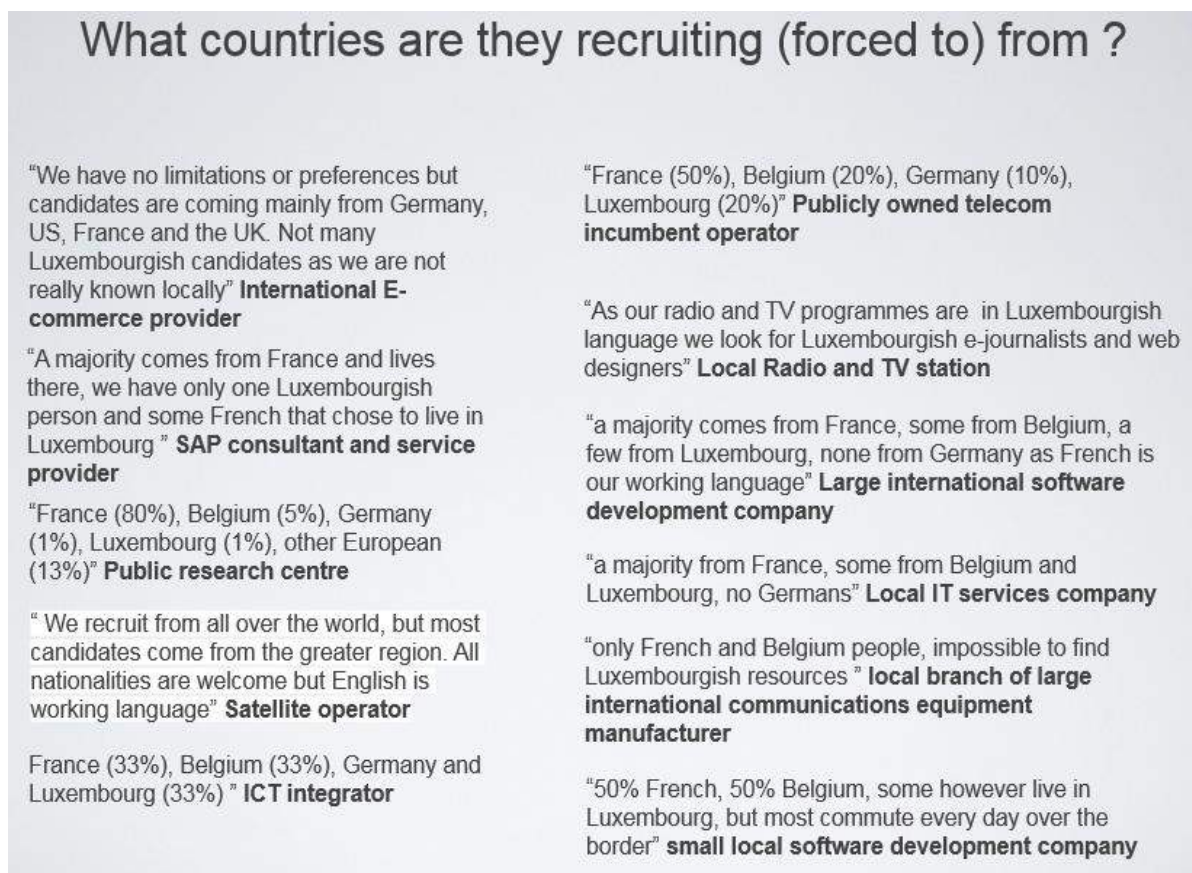 What countries are they recruiting (forced to) from ?
“We have no limitations or preferences but
candidates are coming mainly from Germany,
US, France and the UK. Not many
Luxembourgish candidates as we are not
really known locally” International E-
commerce provider
“A majority comes from France and lives
there, we have only one Luxembourgish
person and some French that chose to live in
Luxembourg ” SAP consultant and service
provider
“France (80%), Belgium (5%), Germany
(1%), Luxembourg (1%), other European
(13%)” Public research centre
“ We recruit from all over the world, but most
candidates come from the greater region. All
nationalities are welcome but English is
working language” Satellite operator
France (33%), Belgium (33%), Germany and
Luxembourg (33%) ” ICT integrator
“France (50%), Belgium (20%), Germany (10%),
Luxembourg (20%)” Publicly owned telecom
incumbent operator
“As our radio and TV programmes are in Luxembourgish
language we look for Luxembourgish e-journalists and web
designers” Local Radio and TV station
“a majority comes from France, some from Belgium, a
few from Luxembourg, none from Germany as French is
our working language” Large international software
development company
“a majority from France, some from Belgium and
Luxembourg, no Germans” Local IT services company
“only French and Belgium people, impossible to find
Luxembourgish resources ” local branch of large
international communications equipment
manufacturer
“50% French, 50% Belgium, some however live in
Luxembourg, but most commute every day over the
border” small local software development company